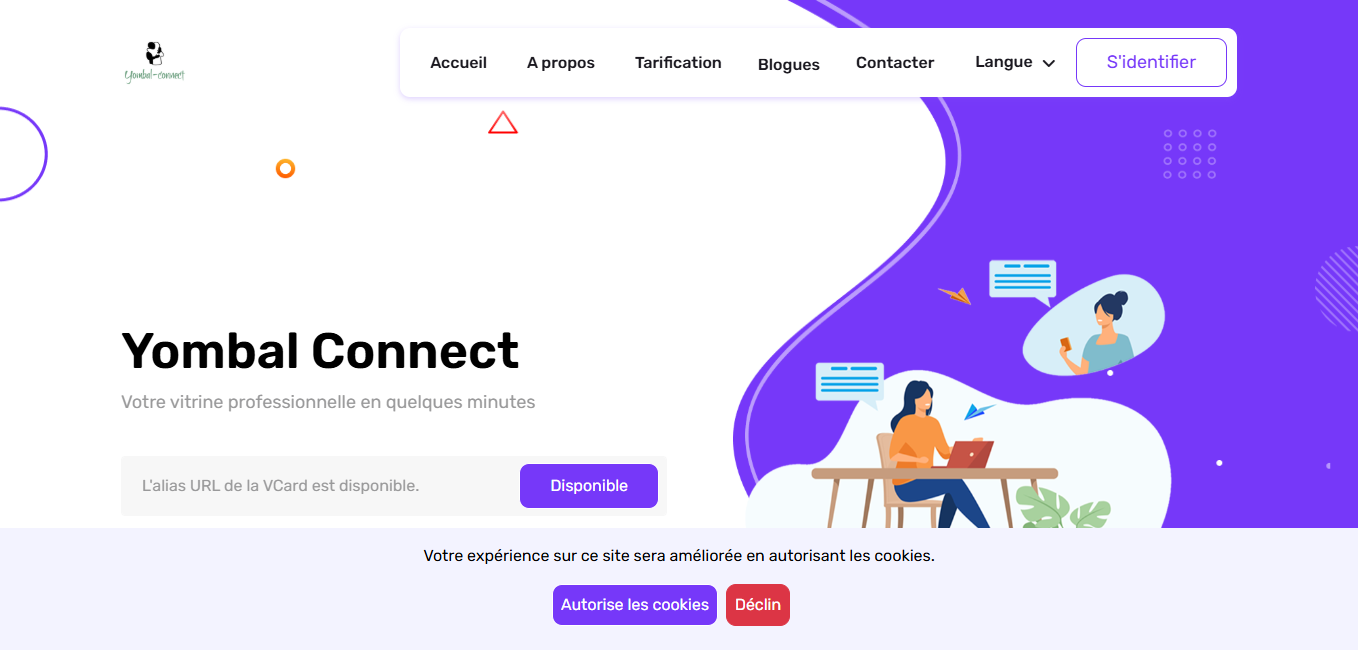 Yombal-connect
Accueil
A propos
Tarification
Blogues
Contacter
Langue
S'identifier
Yombal Connect
Votre vitrine professionnelle en quelques minutes
L'alias URL de la VCard est disponible.
Disponible
Votre expérience sur ce site sera améliorée en autorisant les cookies.
Autorise les cookies
Déclin